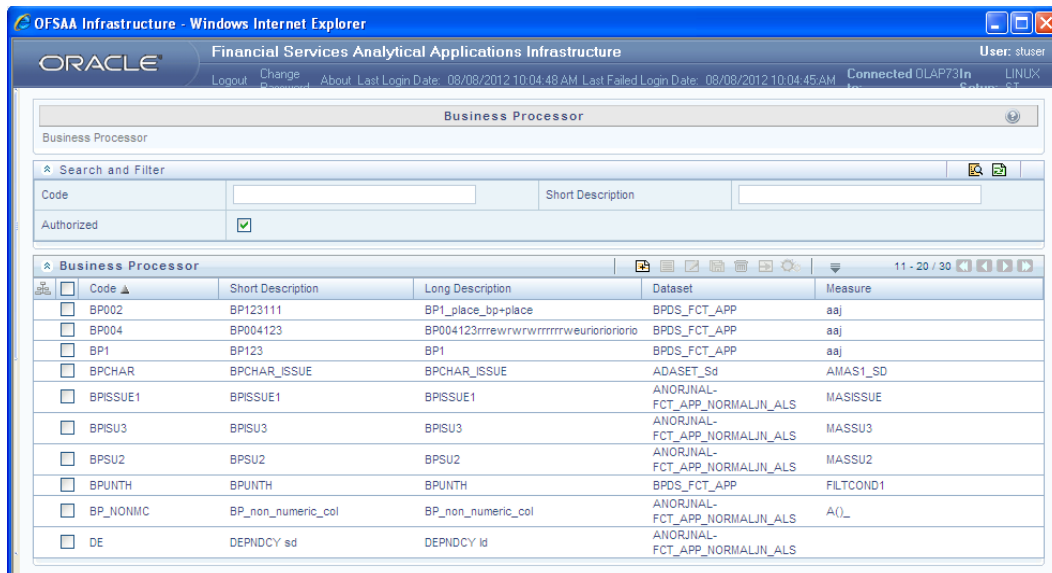 OFSAA Infrastructure - Windows Internet Explorer
ORACLE
Financial Services Analytical Applications Infrastructure
User: stuser
Logout Change About Last Login Date: 08/08/2012 10:04:48 AM Last Failed Login Date: 08/08/2012 10:04:45:AM Connected OLAP73 In LINUX
Business Processor
Business Processor
Search and Filter
Code Short Description
Authorized
Business Processor 11 - 20 / 30
Code Short Description Long Description Dataset Measure
BP002 BP123111 BP1_place_bp+place BPDS_FCT_APP aaj
BP004 BP004123 BPDS_FCT_APP aaj
BP1 BP123 BP1 BPDS_FCT_APP aaj
BPCHAR BPCHAR_ISSUE BPCHAR_ISSUE ADASET_Sd AMAS1_SD
BPISSUE1 BPISSUE1 BPISSUE1 ANORJNAL-
FCT_APP_NORMALJN_ALS MASISSUE
BPISU3 BPISU3 BPISU3 ANORJNAL-
FCT_APP_NORMALJN_ALS MASSU3
BPSU2 BPSU2 BPSU2 ANORJNAL-
FCT_APP_NORMALJN_ALS MASSU2
BPUNTH BPUNTH BPUNTH BPDS_FCT_APP FILTCOND1
BP_NONMC BP_non_numeric_col BP_non_numeric_col ANORJNAL-
FCT_APP_NORMALJN_ALS A()_
DE DEPNDCY sd DEPNDCY ld ANORJNAL-
FCT_APP_NORMALJN_ALS